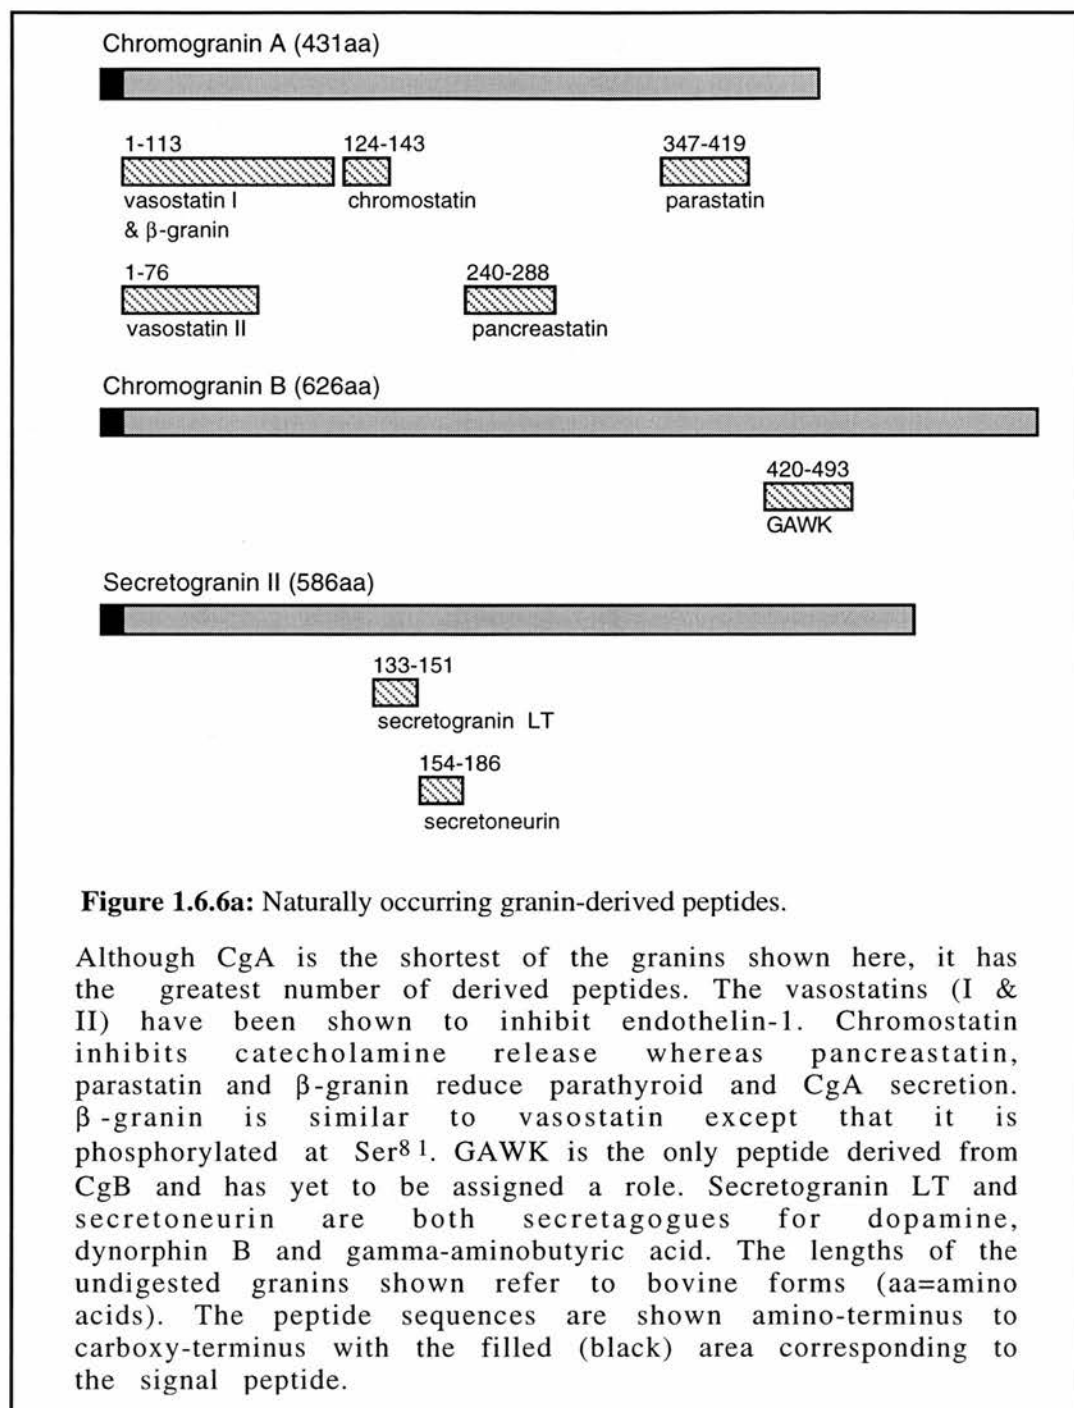 Chromogranin A (431aa)
1-113 124-143 347-419
vasostatin I chromostatin parastatin
& β-granin
1-76 240-288
vasostatin II pancreastatin
Chromogranin B (626aa)
420-493
GAWK
Secretogranin II (586aa)
133-151
secretogranin LT
154-186
secretoneurin
Figure 1.6.6a: Naturally occurring granin-derived peptides.
Although CgA is the shortest of the granins shown here, it has
the greatest number of derived peptides. The vasostatins (I &
II) have been shown to inhibit endothelin-1. Chromostatin
inhibits catecholamine release whereas pancreastatin,
parastatin and β-granin reduce parathyroid and CgA secretion.
β-granin is similar to vasostatin except that it is
phosphorylated at Ser⁸¹. GAWK is the only peptide derived from
CgB and has yet to be assigned a role. Secretogranin LT and
secretoneurin are both secretagogues for dopamine,
dynorphin B and gamma-aminobutyric acid. The lengths of the
undigested granins shown refer to bovine forms (aa=amino
acids). The peptide sequences are shown amino-terminus to
carboxy-terminus with the filled (black) area corresponding to
the signal peptide.